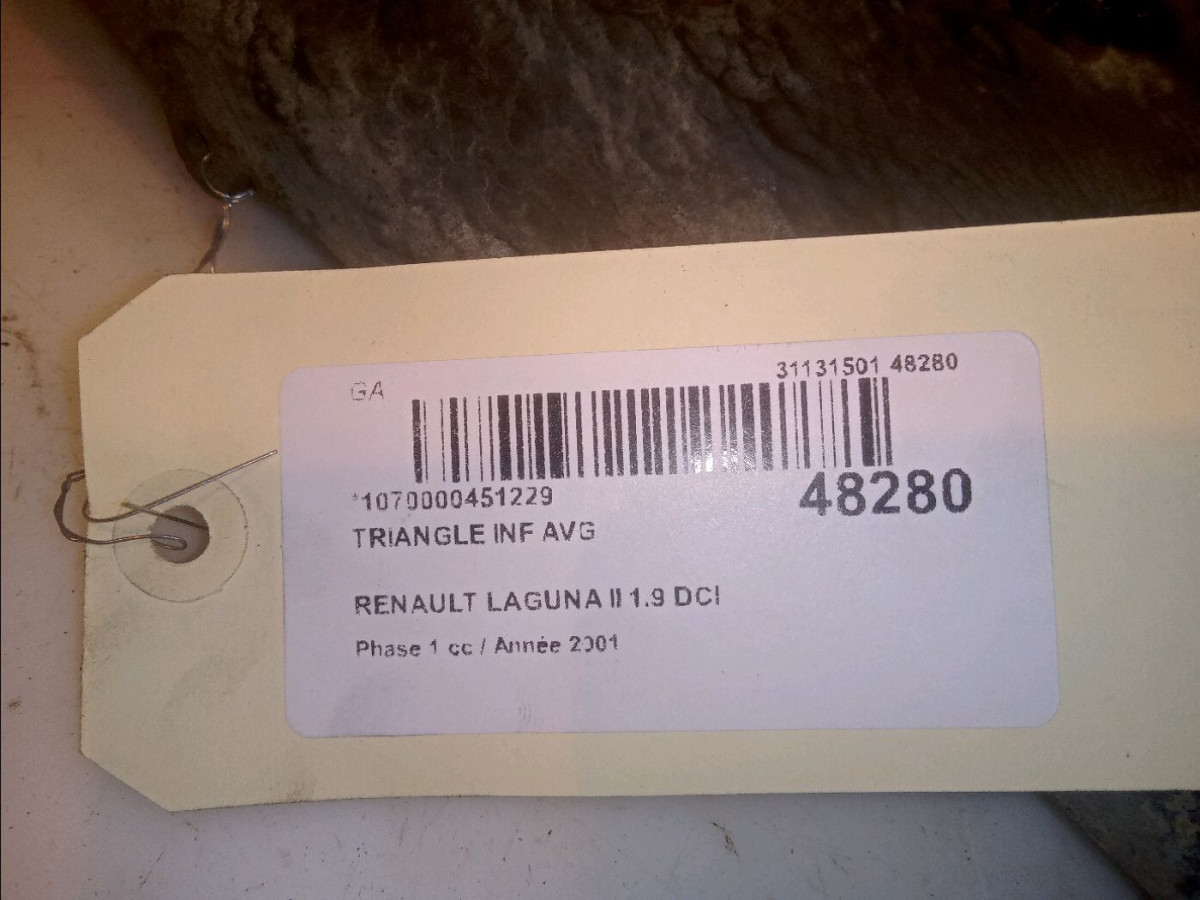 GA
31131501 48280
*1070000451229
48280
TRIANGLE INF AVG
RENAULT LAGUNA II 1.9 DCI
Phase 1 cc / Année 2001